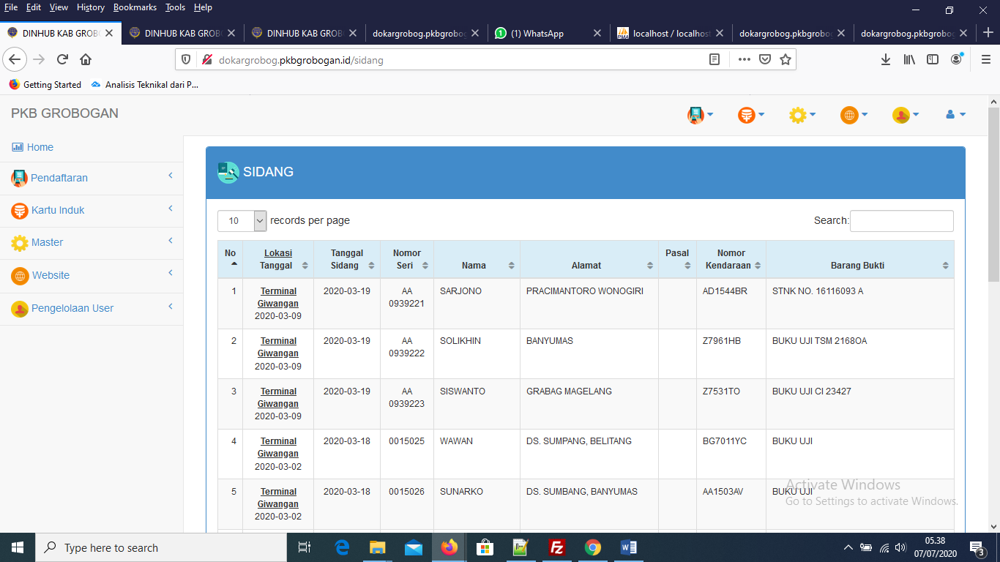 File Edit View History Bookmarks Tools Help
DINHUB KAB GROB DINHUB KAB GROB DINHUB KAB GROB dokargrobog.pkbgrobog (1) WhatsApp localhost / localhost dokargrobog.pkbgrobog dokargrobog.pkbgrobog
dokargrobog.pkbgrobogan.id/sidang
Getting Started Analisis Teknikal dari P...
PKB GROBOGAN
Home
Pendaftaran
Kartu Induk
Master
Website
Pengelolaan User
SIDANG
10 records per page Search:
No Lokasi Tanggal Tanggal Sidang Nomor Seri Nama Alamat Pasal Nomor Kendaraan Barang Bukti
1 Terminal Giwangan 2020-03-09 2020-03-19 AA 0939221 SARJONO PRACIMANTORO WONOGIRI AD1544BR STNK NO. 16116093 A
2 Terminal Giwangan 2020-03-09 2020-03-19 AA 0939222 SOLIKHIN BANYUMAS Z7961HB BUKU UJI TSM 2168OA
3 Terminal Giwangan 2020-03-09 2020-03-19 AA 0939223 SISWANTO GRABAG MAGELANG Z7531TO BUKU UJI CI 23427
4 Terminal Giwangan 2020-03-02 2020-03-18 0015025 WAWAN DS. SUMPANG, BELITANG BG7011YC BUKU UJI
5 Terminal Giwangan 2020-03-02 2020-03-18 0015026 SUNARKO DS. SUMBANG, BANYUMAS AA1503AV BUKU UJI
Activate Windows
Go to Settings to activate Windows.
Type here to search
05.38
07/07/2020
3